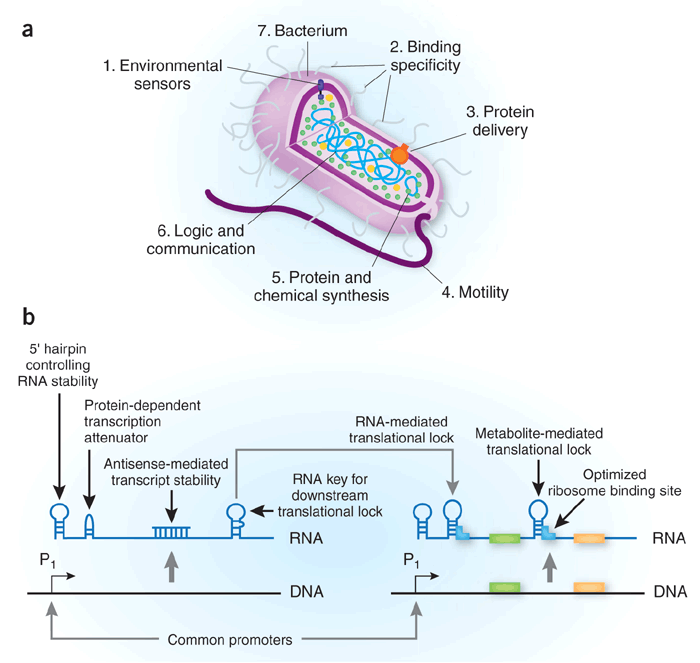 a
7. Bacterium
1. Environmental
sensors
2. Binding
specificity
3. Protein
delivery
6. Logic and
communication
5. Protein and
chemical synthesis
4. Motility
b
5' hairpin
controlling
RNA stability
Protein-dependent
transcription
attenuator
Antisense-mediated
transcript stability
RNA key for
downstream
translational lock
RNA-mediated
translational lock
Metabolite-mediated
translational lock
Optimized
ribosome binding site
RNA
RNA
P1
P1
DNA
DNA
Common promoters